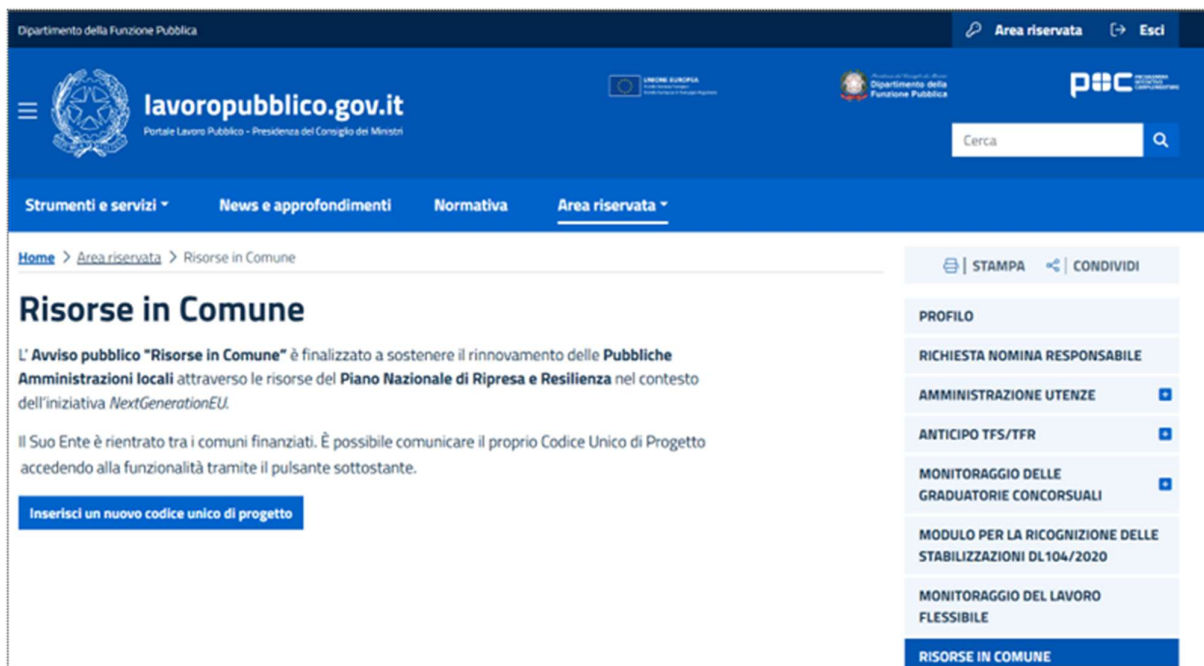 Dipartimento della Funzione Pubblica
Area riservata
Esci
lavoropubblico.gov.it
Portale Lavoro Pubblico - Presidenza del Consiglio dei Ministri
UNIONE EUROPEA
Dipartimento della
Funzione Pubblica
POC
Cerca
Strumenti e servizi
News e approfondimenti
Normativa
Area riservata
Home > Area riservata > Risorse in Comune
STAMPA
CONDIVIDI
Risorse in Comune
L' Avviso pubblico "Risorse in Comune" è finalizzato a sostenere il rinnovamento delle Pubbliche
Amministrazioni locali attraverso le risorse del Piano Nazionale di Ripresa e Resilienza nel contesto
dell'iniziativa NextGenerationEU.
Il Suo Ente è rientrato tra i comuni finanziati. È possibile comunicare il proprio Codice Unico di Progetto
accedendo alla funzionalità tramite il pulsante sottostante.
Inserisci un nuovo codice unico di progetto
PROFILO
RICHIESTA NOMINA RESPONSABILE
AMMINISTRAZIONE UTENZE
ANTICIPO TFS/TFR
MONITORAGGIO DELLE
GRADUATORIE CONCORSUALI
MODULO PER LA RICOGNIZIONE DELLE
STABILIZZAZIONI DL104/2020
MONITORAGGIO DEL LAVORO
FLESSIBILE
RISORSE IN COMUNE